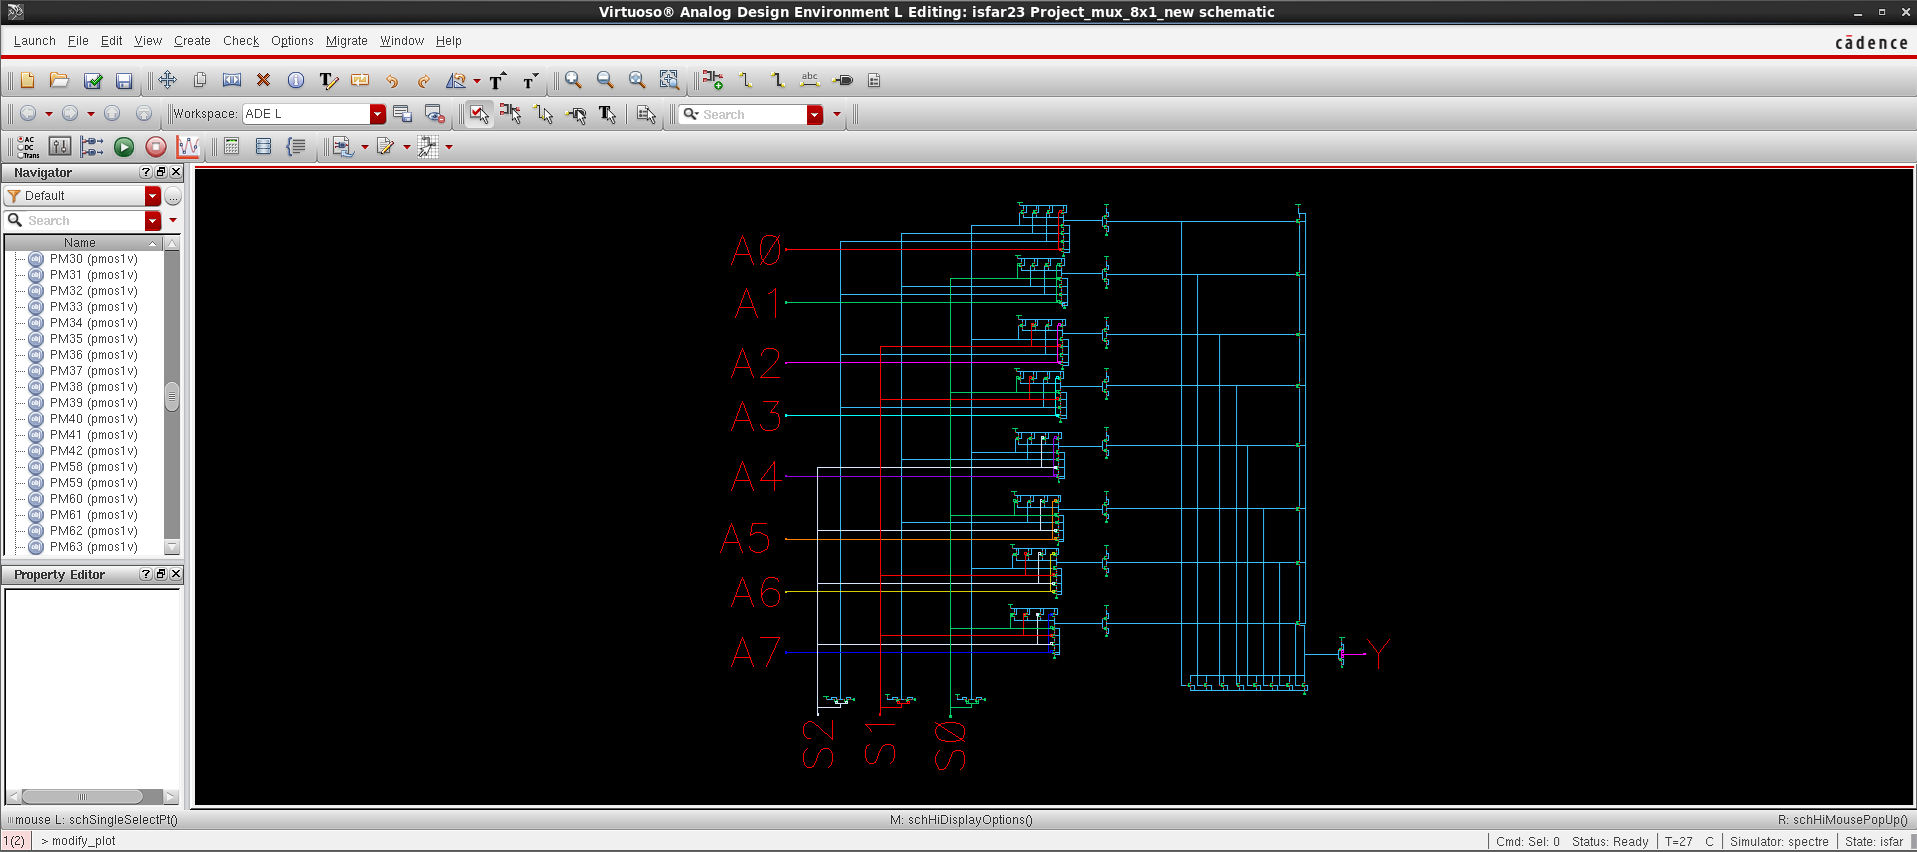 Virtuoso® Analog Design Environment L Editing: isfar23 Project_mux_8x1_new schematic
Launch File Edit View Create Check Options Migrate Window Help
cādence
abc
Workspace: ADE L
Search
AC
DC
Trans
Navigator
Default
Search
Name
PM30 (pmos1v)
PM31 (pmos1v)
PM32 (pmos1v)
PM33 (pmos1v)
PM34 (pmos1v)
PM35 (pmos1v)
PM36 (pmos1v)
PM37 (pmos1v)
PM38 (pmos1v)
PM39 (pmos1v)
PM40 (pmos1v)
PM41 (pmos1v)
PM42 (pmos1v)
PM58 (pmos1v)
PM59 (pmos1v)
PM60 (pmos1v)
PM61 (pmos1v)
PM62 (pmos1v)
PM63 (pmos1v)
Property Editor
A0
A1
A2
A3
A4
A5
A6
A7
Y
S2
S1
S0
mouse L: schSingleSelectPt() M: schHiDisplayOptions() R: schHiMousePopUp()
1(2) > modify_plot Cmd: Sel: 0 Status: Ready T=27 C Simulator: spectre State: isfar